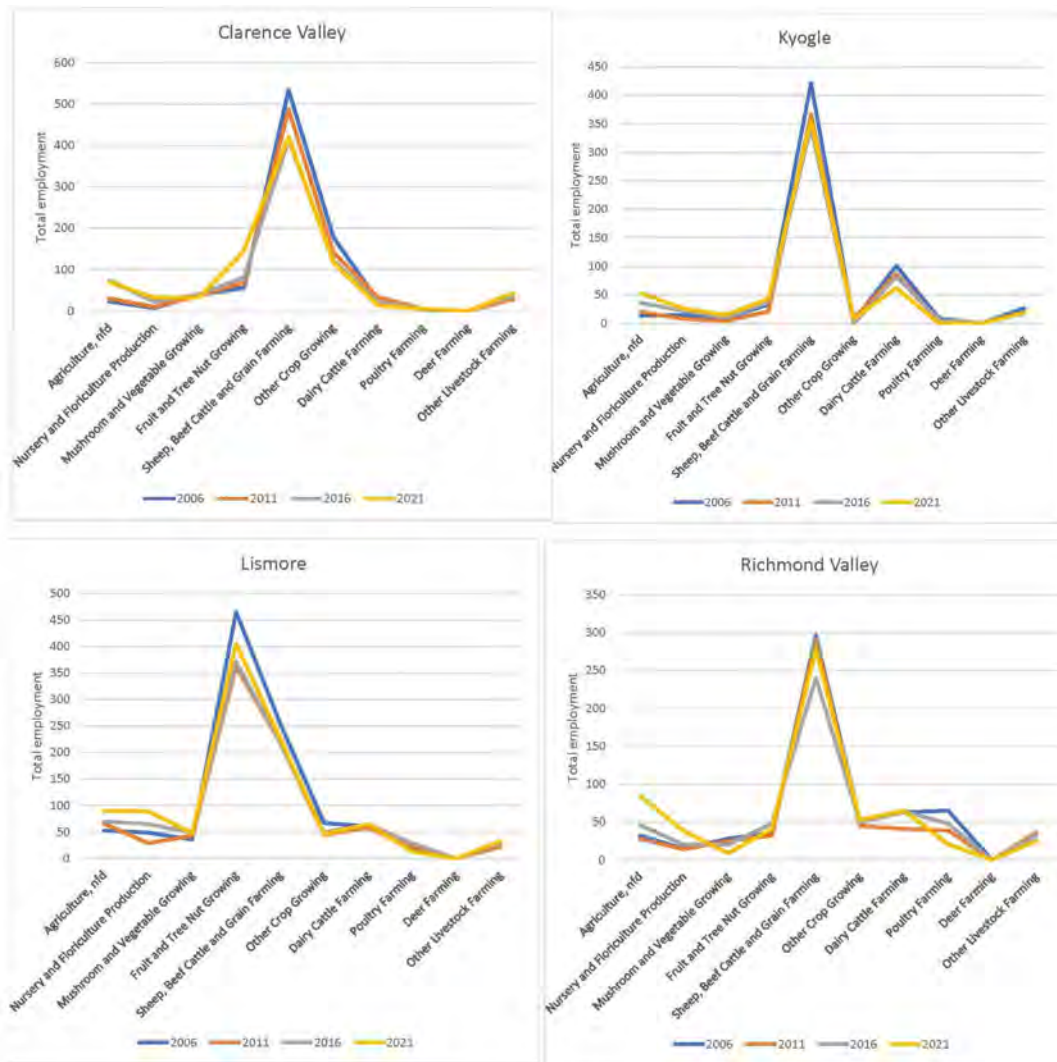 Clarence Valley
600
500
400
300
200
100
0
Total employment
Agriculture, nfd
Nursery and Floriculture Production
Mushroom and Vegetable Growing
Fruit and Tree Nut Growing
Sheep, Beef Cattle and Grain Farming
Other Crop Growing
Dairy Cattle Farming
Poultry Farming
Deer Farming
Other Livestock Farming
2006 2011 2016 2021
Kyogle
450
400
350
300
250
200
150
100
50
0
Total employment
Agriculture, nfd
Nursery and Floriculture Production
Mushroom and Vegetable Growing
Fruit and Tree Nut Growing
Sheep, Beef Cattle and Grain Farming
Other Crop Growing
Dairy Cattle Farming
Poultry Farming
Deer Farming
Other Livestock Farming
2006 2011 2016 2021
Lismore
500
450
400
350
300
250
200
150
100
50
0
Total employment
Agriculture, nfd
Nursery and Floriculture Production
Mushroom and Vegetable Growing
Fruit and Tree Nut Growing
Sheep, Beef Cattle and Grain Farming
Other Crop Growing
Dairy Cattle Farming
Poultry Farming
Deer Farming
Other Livestock Farming
2006 2011 2016 2021
Richmond Valley
350
300
250
200
150
100
50
0
Total employment
Agriculture, nfd
Nursery and Floriculture Production
Mushroom and Vegetable Growing
Fruit and Tree Nut Growing
Sheep, Beef Cattle and Grain Farming
Other Crop Growing
Dairy Cattle Farming
Poultry Farming
Deer Farming
Other Livestock Farming
2006 2011 2016 2021